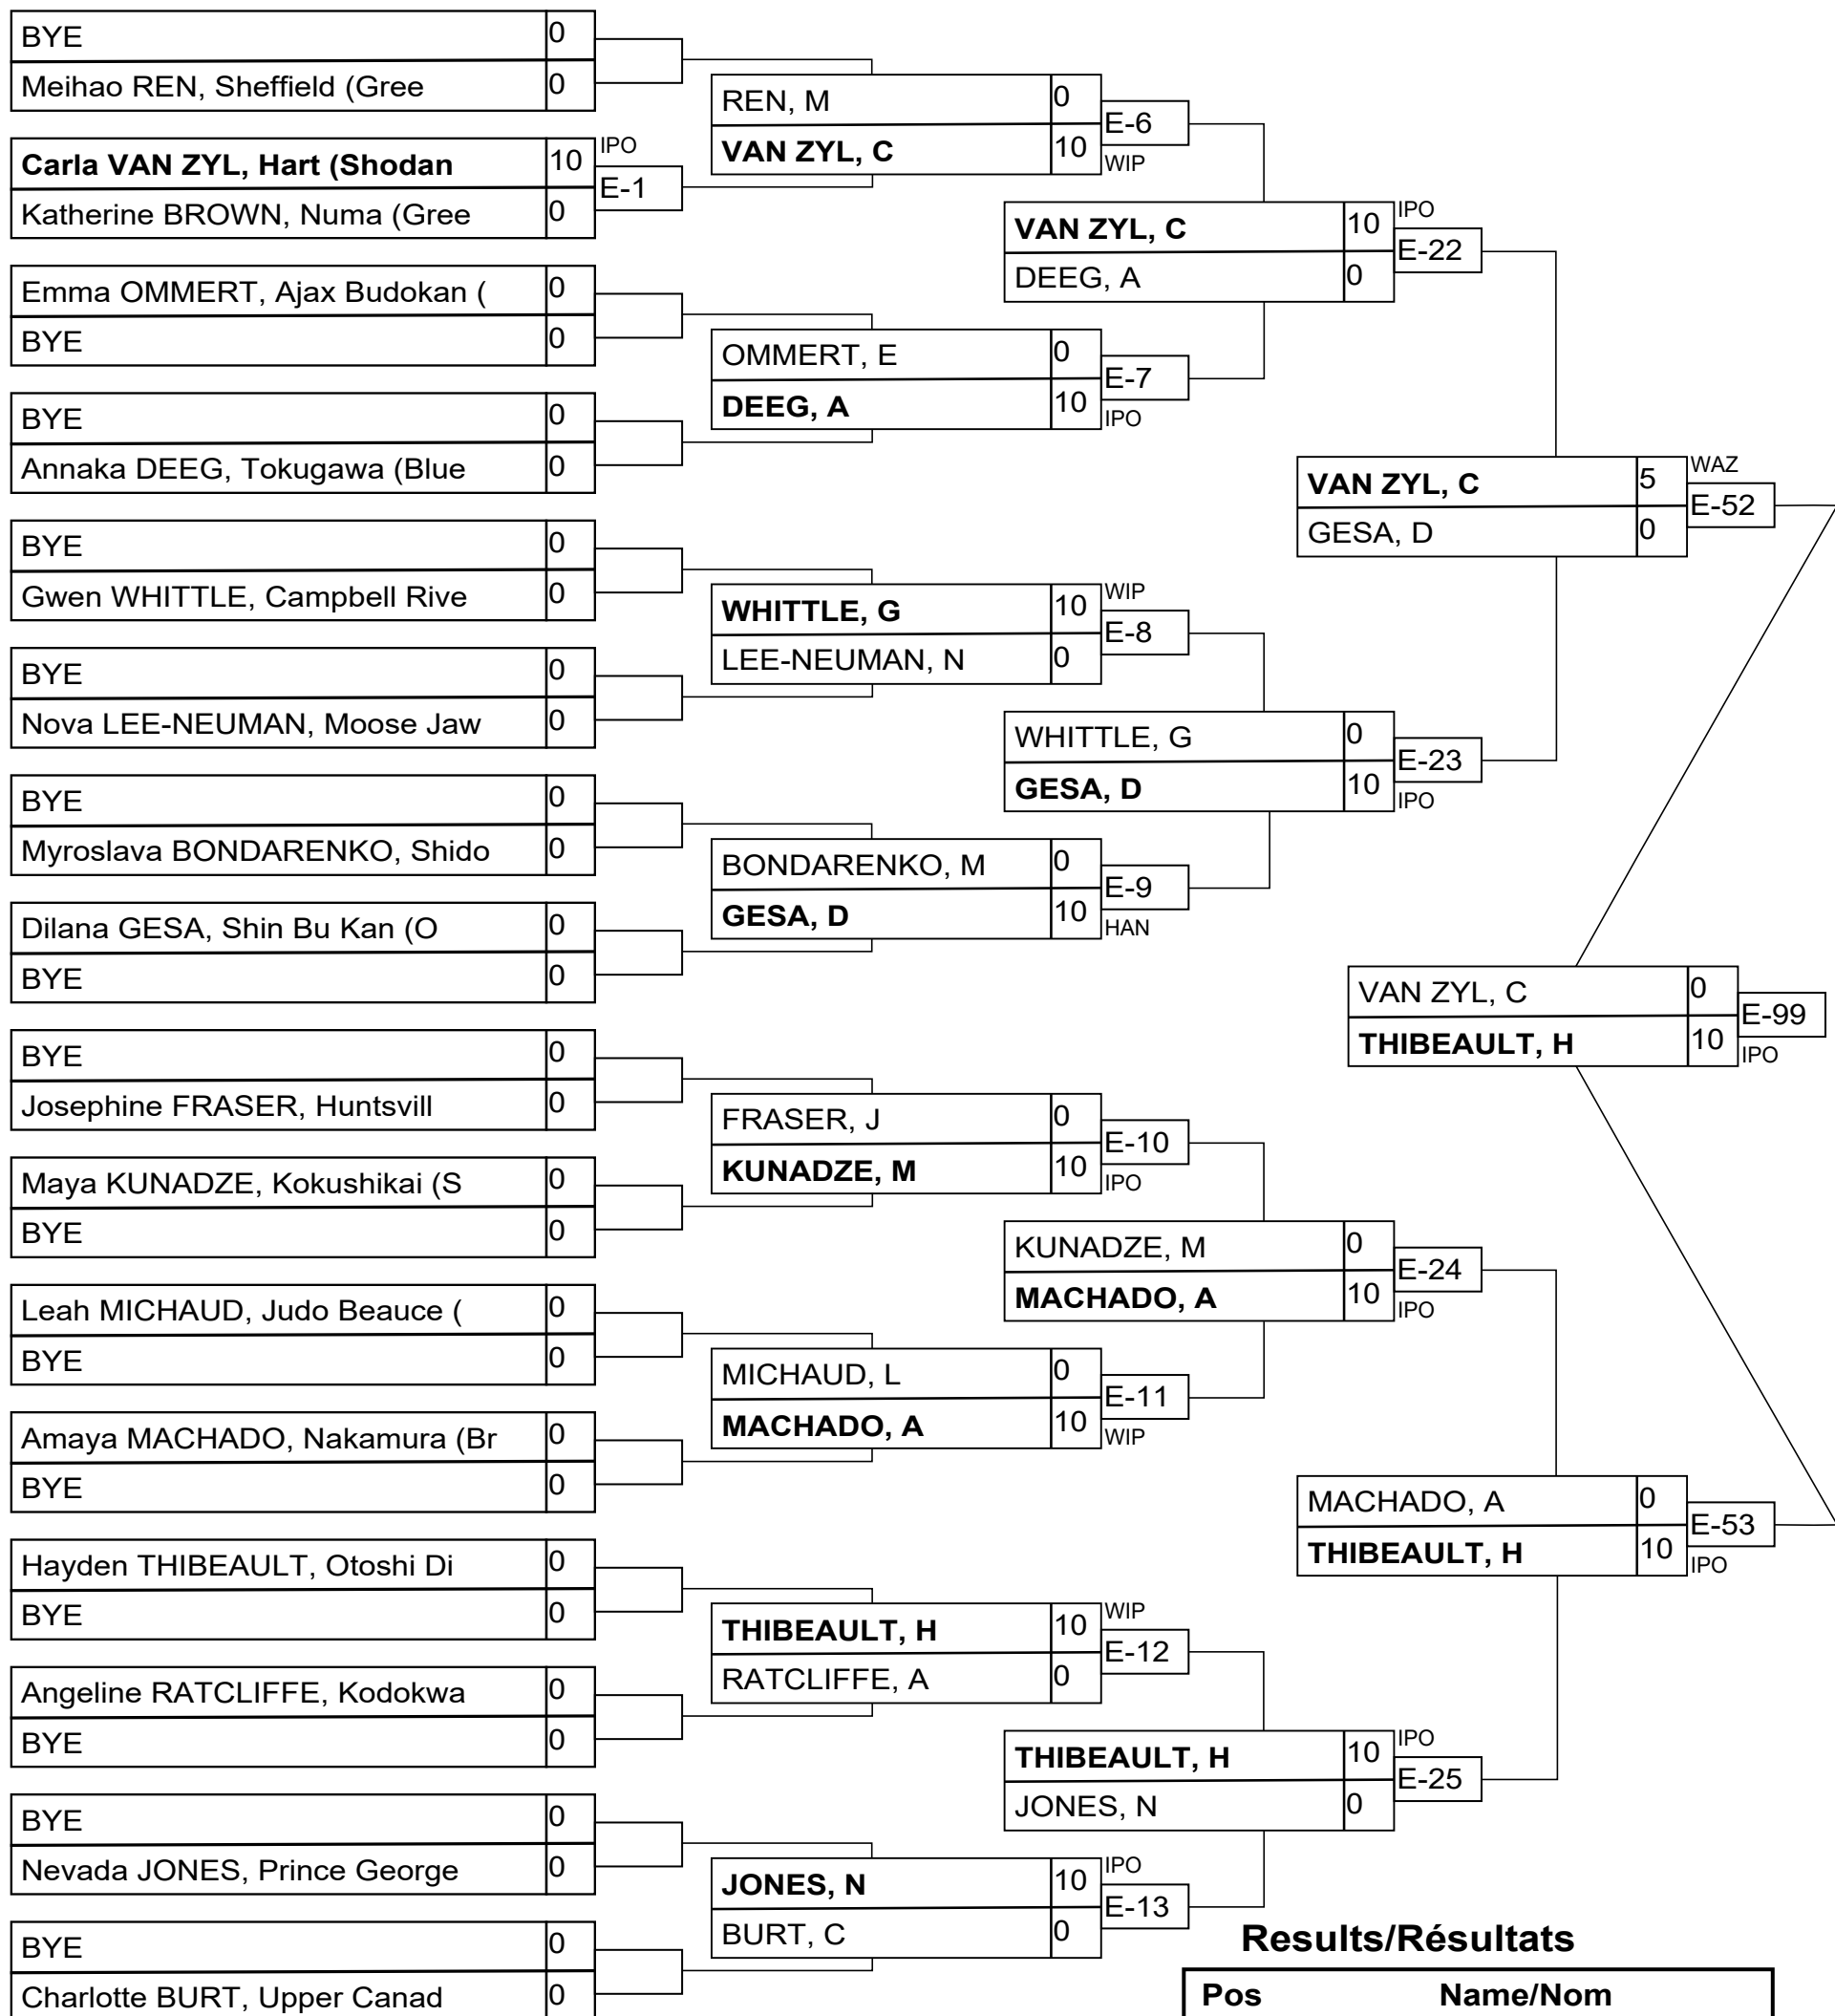 BYE 0
Meihao REN, Sheffield (Gree 0
Carla VAN ZYL, Hart (Shodan 10 IPO
E-1
Katherine BROWN, Numa (Gree 0
Emma OMMERT, Ajax Budokan ( 0
BYE 0
BYE 0
Annaka DEEG, Tokugawa (Blue 0
BYE 0
Gwen WHITTLE, Campbell Rive 0
BYE 0
Nova LEE-NEUMAN, Moose Jaw 0
BYE 0
Myroslava BONDARENKO, Shido 0
Dilana GESA, Shin Bu Kan (O 0
BYE 0
BYE 0
Josephine FRASER, Huntsvill 0
Maya KUNADZE, Kokushikai (S 0
BYE 0
Leah MICHAUD, Judo Beauce ( 0
BYE 0
Amaya MACHADO, Nakamura (Br 0
BYE 0
Hayden THIBEAULT, Otoshi Di 0
BYE 0
Angeline RATCLIFFE, Kodokwa 0
BYE 0
BYE 0
Nevada JONES, Prince George 0
BYE 0
Charlotte BURT, Upper Canad 0
REN, M 0
E-6
VAN ZYL, C 10 WIP
OMMERT, E 0
E-7
DEEG, A 10 IPO
WHITTLE, G 10 WIP
E-8
LEE-NEUMAN, N 0
BONDARENKO, M 0
E-9
GESA, D 10 HAN
FRASER, J 0
E-10
KUNADZE, M 10 IPO
MICHAUD, L 0
E-11
MACHADO, A 10 WIP
THIBEAULT, H 10 WIP
E-12
RATCLIFFE, A 0
JONES, N 10 IPO
E-13
BURT, C 0
VAN ZYL, C 10 IPO
E-22
DEEG, A 0
WHITTLE, G 0
E-23
GESA, D 10 IPO
KUNADZE, M 0
E-24
MACHADO, A 10 IPO
THIBEAULT, H 10 IPO
E-25
JONES, N 0
VAN ZYL, C 5 WAZ
E-52
GESA, D 0
MACHADO, A 0
E-53
THIBEAULT, H 10 IPO
VAN ZYL, C 0
E-99
THIBEAULT, H 10 IPO
Results/Résultats
Pos Name/Nom